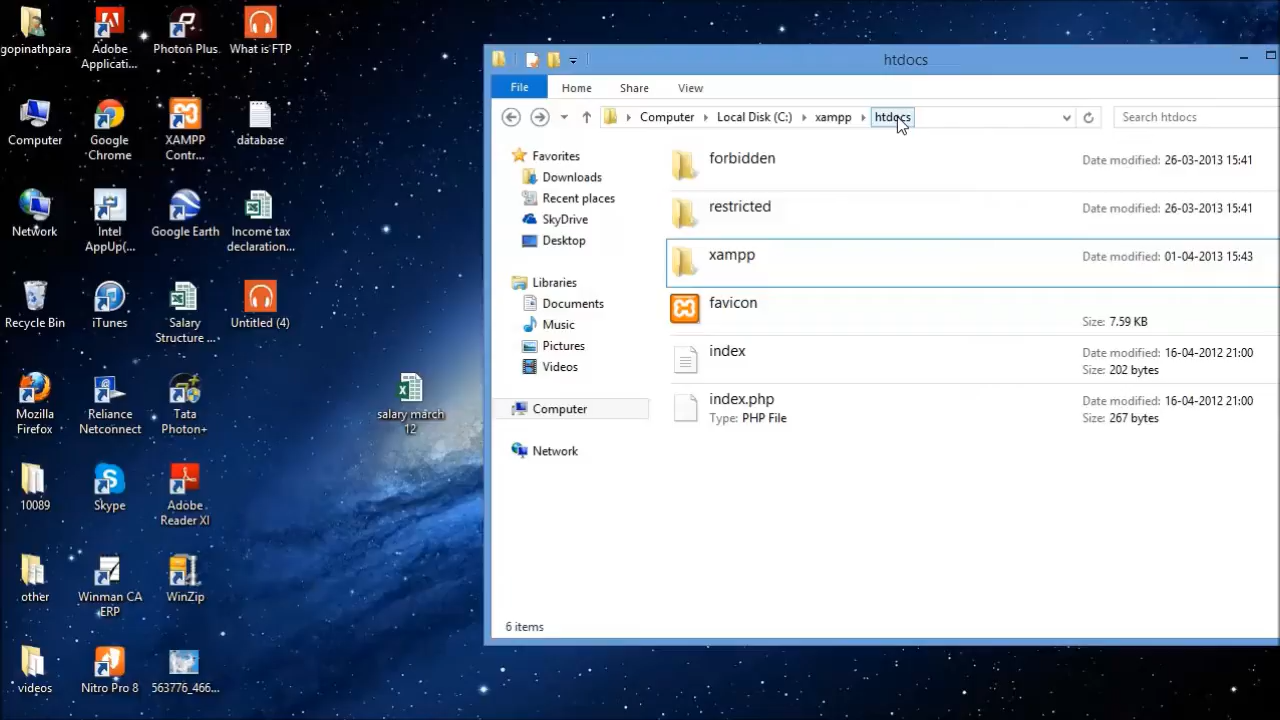 gopinathpara
Adobe
Applicati...
Photon Plus
What is FTP
Computer
Google
Chrome
XAMPP
Contr...
database
Network
Intel
AppUp(...
Google Earth
Income tax
declaration...
Recycle Bin
iTunes
Salary
Structure ...
Untitled (4)
Mozilla
Firefox
Reliance
Netconnect
Tata
Photon+
salary march
12
10089
Skype
Adobe
Reader XI
other
Winman CA
ERP
WinZip
videos
Nitro Pro 8
563776_466...
htdocs
File Home Share View
Computer Local Disk (C:) xampp htdocs
Search htdocs
Favorites
Downloads
Recent places
SkyDrive
Desktop
Libraries
Documents
Music
Pictures
Videos
Computer
Network
forbidden Date modified: 26-03-2013 15:41
restricted Date modified: 26-03-2013 15:41
xampp Date modified: 01-04-2013 15:43
favicon
Size: 7.59 KB
index Date modified: 16-04-2012 21:00
Size: 202 bytes
index.php Date modified: 16-04-2012 21:00
Type: PHP File Size: 267 bytes
6 items